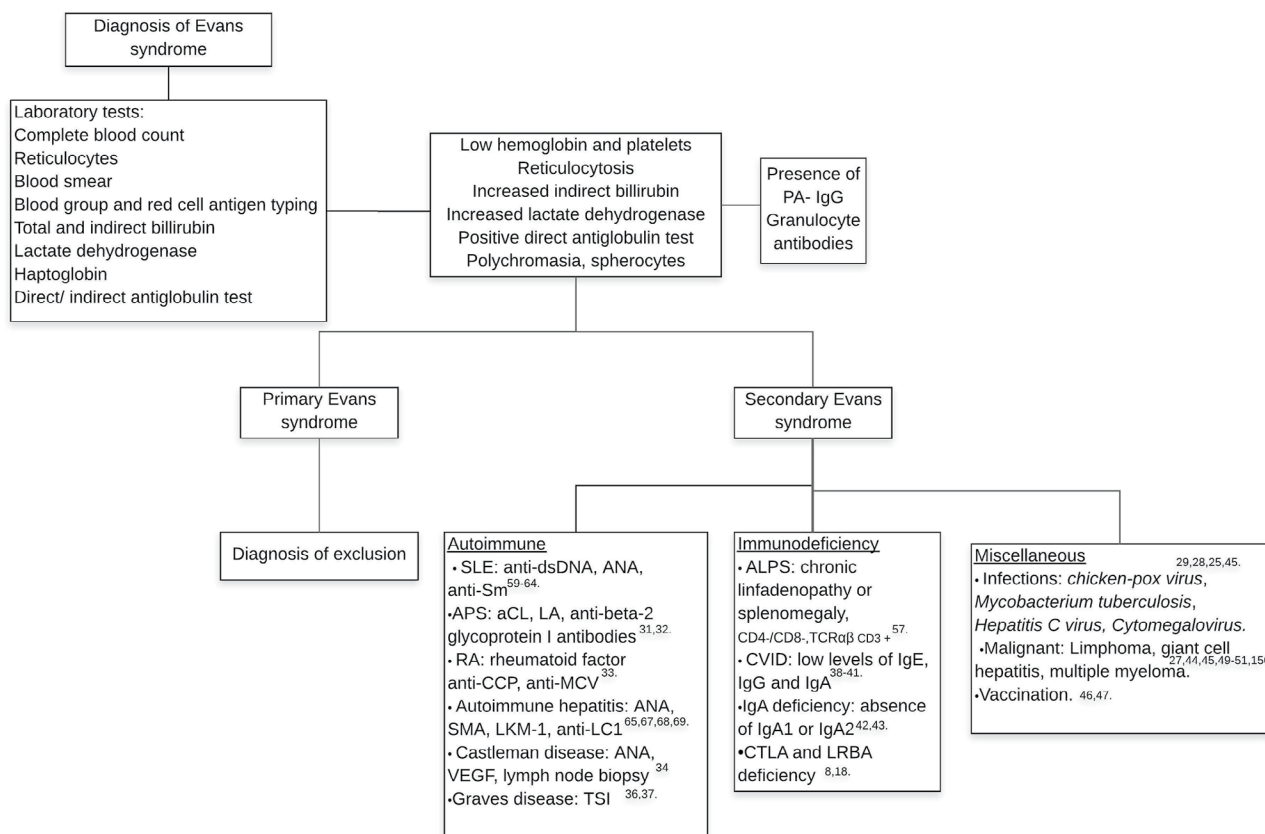 Diagnosis of Evans
syndrome
Laboratory tests:
Complete blood count
Reticulocytes
Blood smear
Blood group and red cell antigen typing
Total and indirect billirubin
Lactate dehydrogenase
Haptoglobin
Direct/ indirect antiglobulin test
Low hemoglobin and platelets
Reticulocytosis
Increased indirect billirubin
Increased lactate dehydrogenase
Positive direct antiglobulin test
Polychromasia, spherocytes
Presence of
PA- IgG
Granulocyte
antibodies
Primary Evans
syndrome
Secondary Evans
syndrome
Diagnosis of exclusion
Autoimmune
• SLE: anti-dsDNA, ANA,
anti-Sm59-64.
•APS: aCL, LA, anti-beta-2
glycoprotein I antibodies 31,32.
• RA: rheumatoid factor
anti-CCP, anti-MCV33.
• Autoimmune hepatitis: ANA,
SMA, LKM-1, anti-LC1 65,67,68,69.
• Castleman disease: ANA,
VEGF, lymph node biopsy 34
•Graves disease: TSI 36,37.
Immunodeficiency
• ALPS: chronic
linfadenopathy or
splenomegaly,
CD4-/CD8-,TCRαβ CD3 + 57.
• CVID: low levels of IgE,
IgG and IgA38-41.
•IgA deficiency: absence
of IgA1 or IgA2 42,43.
•CTLA and LRBA
deficiency 8,18.
Miscellaneous
• Infections: chicken-pox virus, 29,28,25,45.
Mycobacterium tuberculosis,
Hepatitis C virus, Cytomegalovirus.
•Malignant: Limphoma, giant cell
hepatitis, multiple myeloma. 27,44,45,49-51,150
•Vaccination. 46,47.